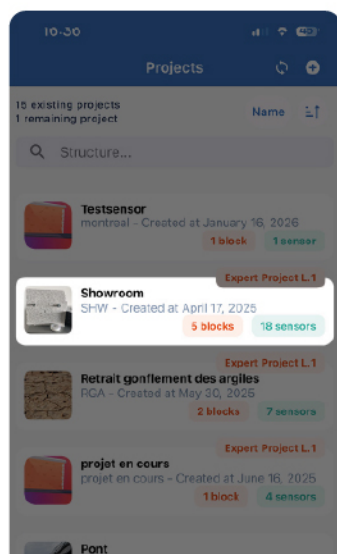 10:30
Projects
15 existing projects
1 remaining project
Name
Structure...
Testsensor
montreal - Created at January 16, 2026
1 block
1 sensor
Expert Project L.1
Showroom
SHW - Created at April 17, 2025
5 blocks
18 sensors
Expert Project L.1
Retrait gonflement des argiles
RGA - Created at May 30, 2025
2 blocks
7 sensors
Expert Project L.1
projet en cours
projet en cours - Created at June 16, 2025
1 block
4 sensors
Pont